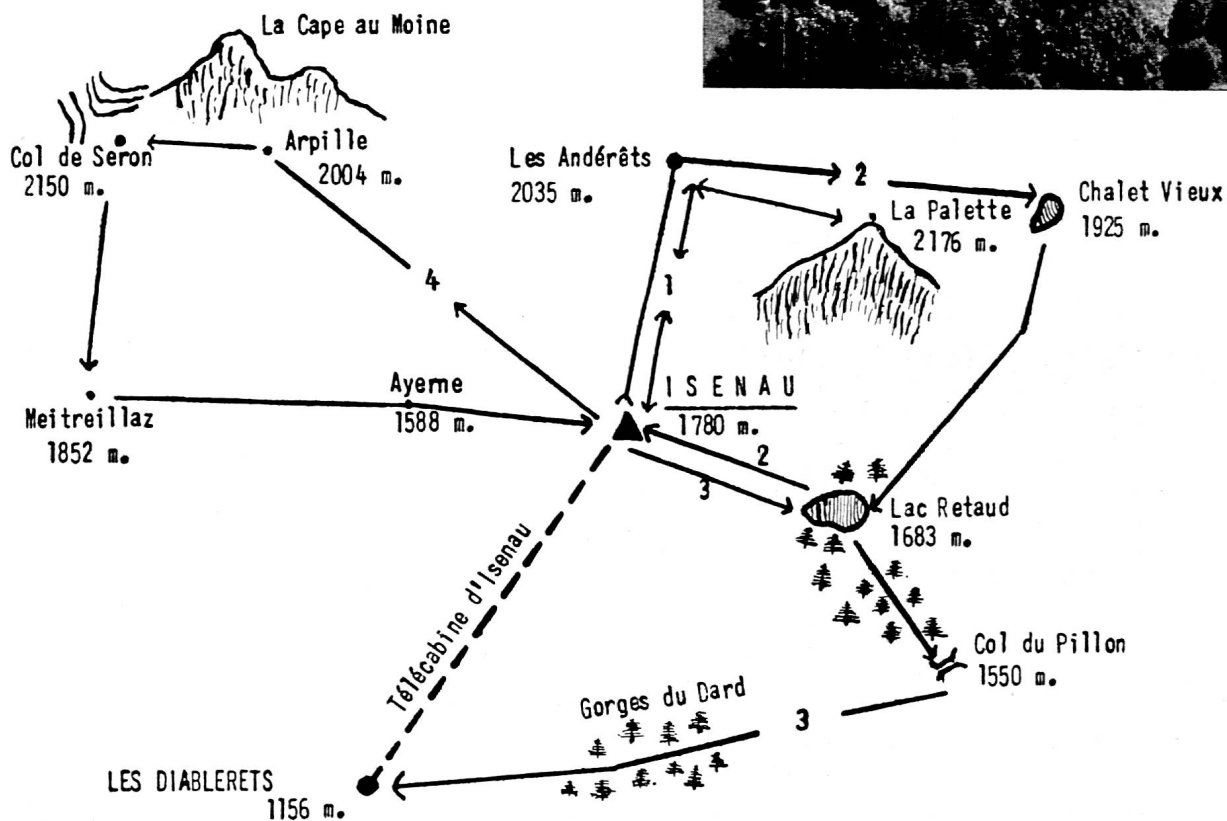 La Cape au Moine
Arpille
2004 m.
Col de Seron
2150 m.
Les Andérêts
2035 m.
2
Chalet Vieux
1925 m.
La Palette
2176 m.
1
4
Ayerne
1588 m.
ISENAU
1780 m.
Meitreillaz
1852 m.
2
3
Lac Retaud
1683 m.
Télécabine d'Isenau
Col du Pillon
1550 m.
Gorges du Dard
3
LES DIABLERETS
1156 m.